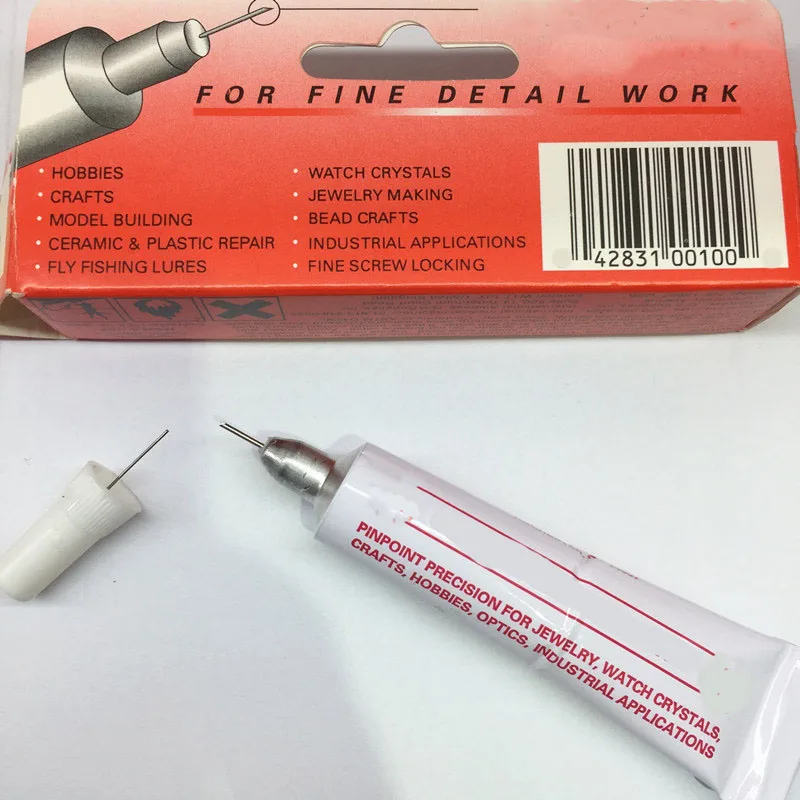 FOR FINE DETAIL WORK
• HOBBIES
• CRAFTS
• MODEL BUILDING
• CERAMIC & PLASTIC REPAIR
• FLY FISHING LURES
• WATCH CRYSTALS
• JEWELRY MAKING
• BEAD CRAFTS
• INDUSTRIAL APPLICATIONS
• FINE SCREW LOCKING
42831 00100
PINPOINT PRECISION FOR JEWELRY, WATCH CRYSTALS,
CRAFTS, HOBBIES, OPTICS, INDUSTRIAL APPLICATIONS